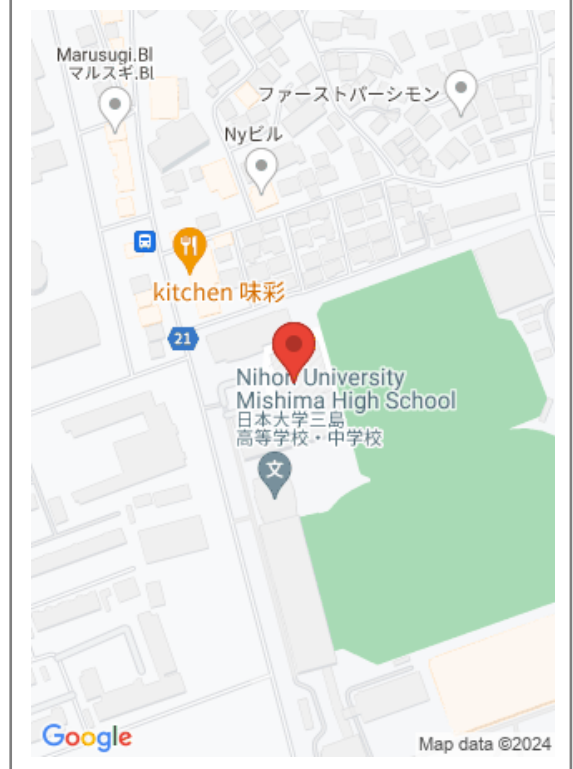 Marusugi.Bl
マルスギ.Bl
ファーストパーシモン
Nyビル
kitchen 味彩
21
Nihon University
Mishima High School
日本大学三島
高等学校・中学校
文
Google
Map data ©2024